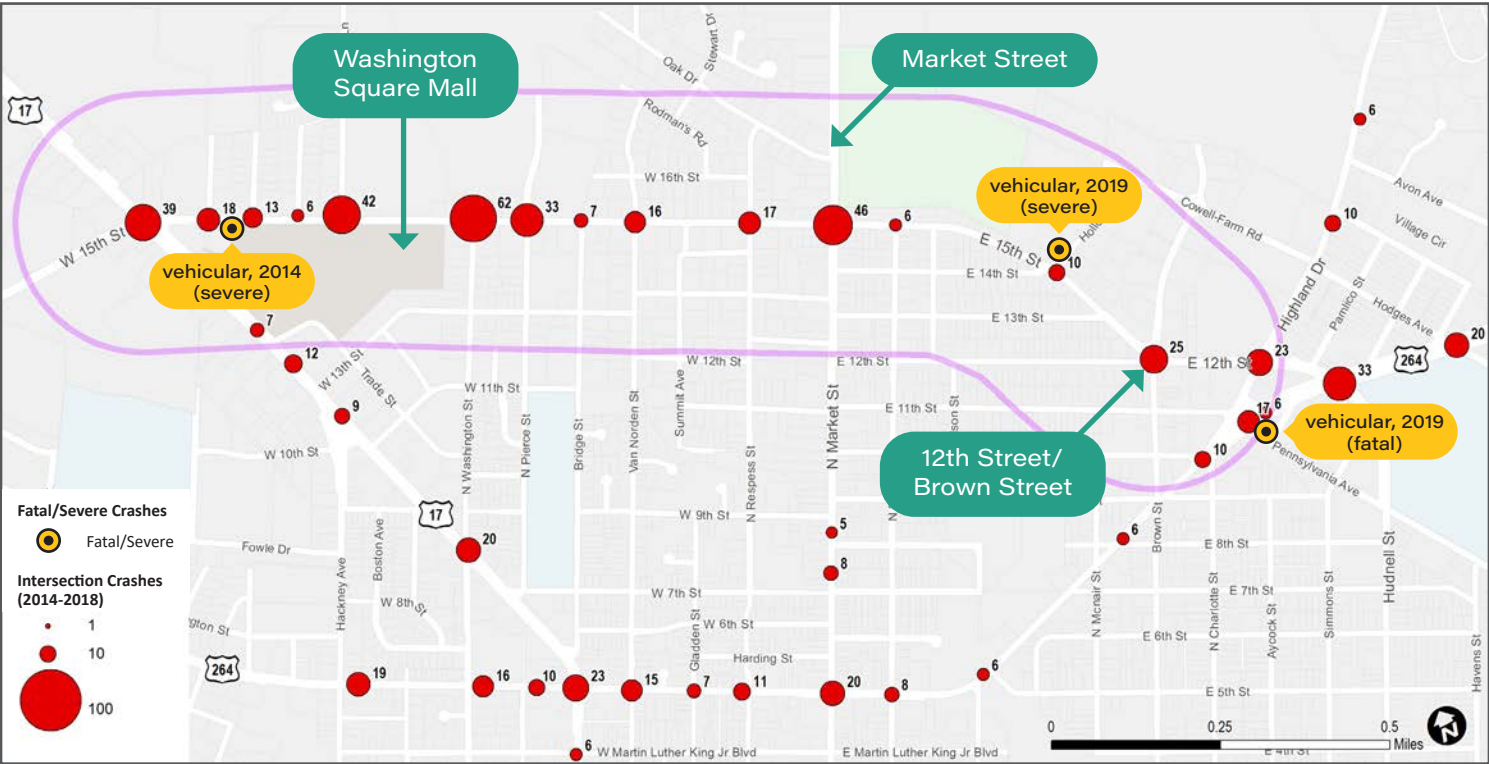 Washington
Square Mall
Market Street
Oak Dr
Stewart Dr
Rodman's Rd
17
6
W 16th St
vehicular, 2019
(severe)
Avon Ave
Village Cir
Cowell-Farm Rd
39
18
13
6
42
62
33
7
16
17
46
6
10
W 15th St
E 15th St
Highland Dr
Pamlico St
Hodges Ave
vehicular, 2014
(severe)
E 14th St
10
7
E 13th St
12
W 13th St
Trade St
W 12th St
E 12th St
25
E 12th St
23
33
264
20
W 11th St
E 11th St
9
17
6
vehicular, 2019
(fatal)
Pennsylvania Ave
10
W 10th St
N Washington St
N Pierce St
Bridge St
Van Norden St
Summit Ave
N Respess St
N Market St
12th Street/
Brown Street
17
W 9th St
5
6
Brown St
Fatal/Severe Crashes
Fatal/Severe
Fowle Dr
20
8
E 8th St
Intersection Crashes
(2014-2018)
1
10
100
Hackney Ave
Boston Ave
W 8th St
W 7th St
E 7th St
Gladden St
W 6th St
N Mcnair St
E 6th St
N Charlotte St
Aycock St
Simmons St
Hudnell St
Havens St
Harding St
264
19
16
10
23
15
7
11
20
8
6
E 5th St
6
W Martin Luther King Jr Blvd
E Martin Luther King Jr Blvd
0
0.25
0.5
Miles
N